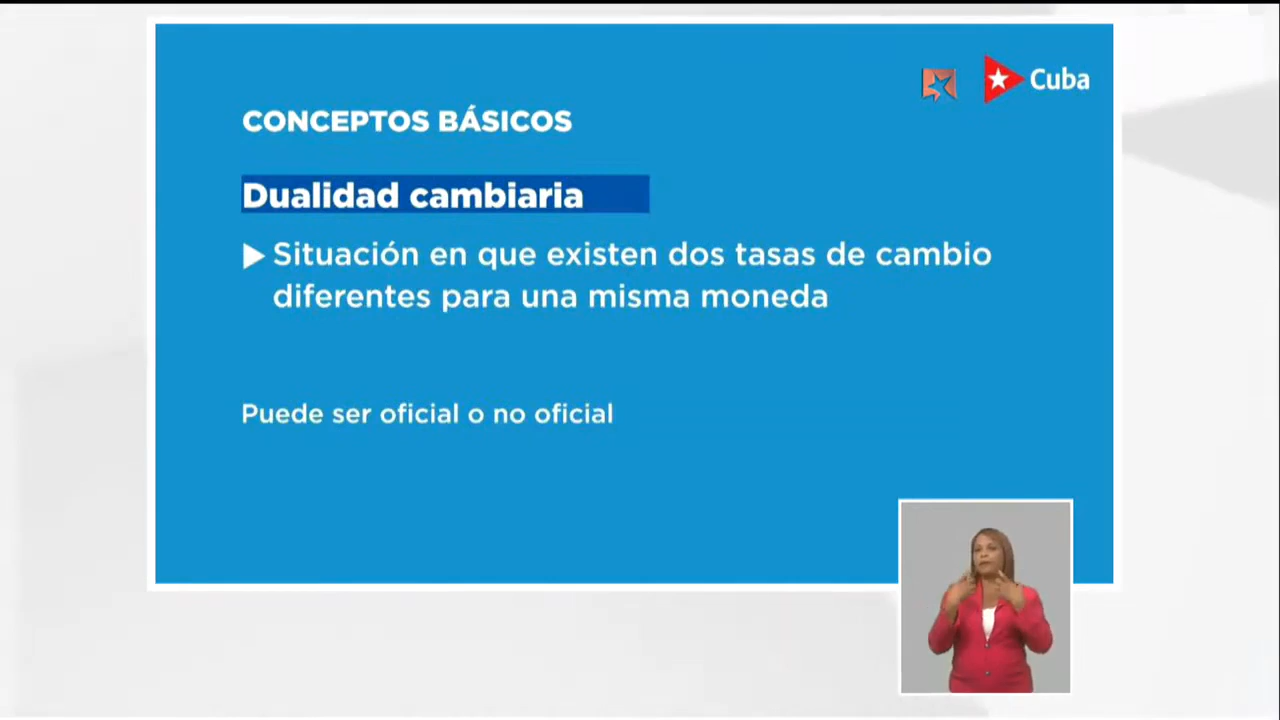 Cuba
CONCEPTOS BÁSICOS
Dualidad cambiaria
Situación en que existen dos tasas de cambio
diferentes para una misma moneda
Puede ser oficial o no oficial